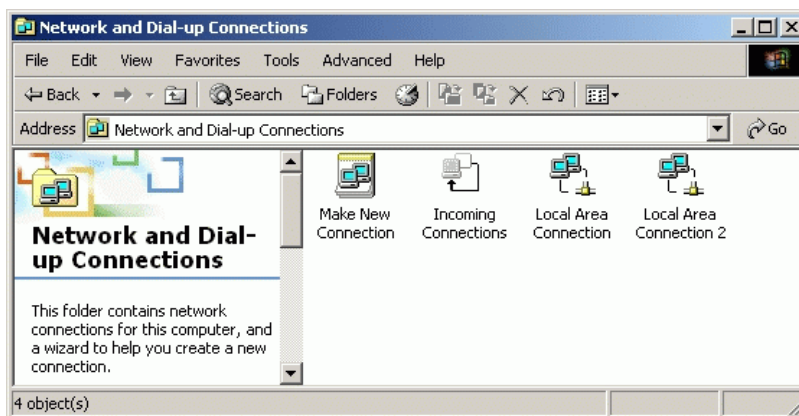 Network and Dial-up Connections
File Edit View Favorites Tools Advanced Help
Back Search Folders
Address Network and Dial-up Connections Go
Network and Dial-
up Connections
This folder contains network
connections for this computer, and
a wizard to help you create a new
connection.
Make New
Connection
Incoming
Connections
Local Area
Connection
Local Area
Connection 2
4 object(s)